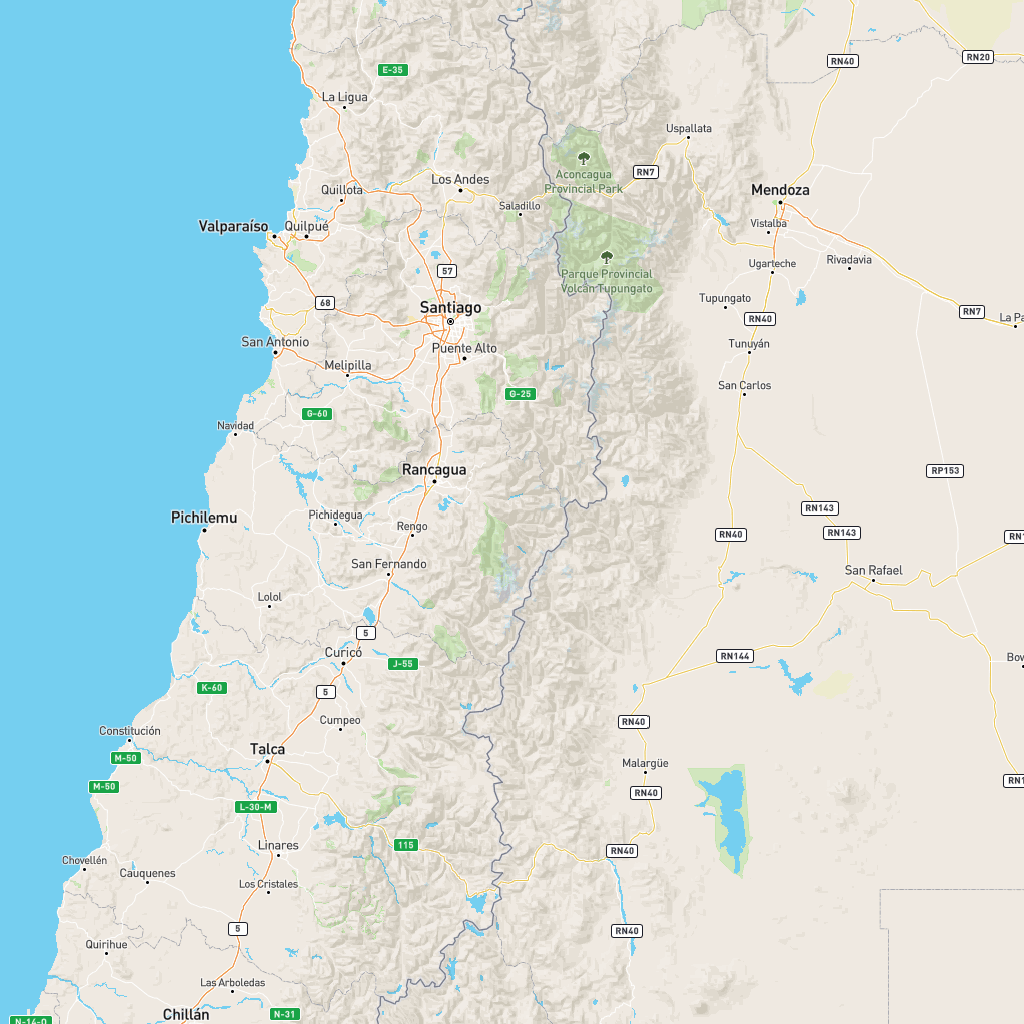 RN20
RN40
E-35
La Ligua
Uspallata
Aconcagua
Provincial Park
RN7
Los Andes
Quillota
Mendoza
Saladillo
Valparaíso
Quilpué
Vistalba
Rivadavia
Ugarteche
57
Parque Provincial
Volcán Tupungato
Tupungato
68
Santiago
RN7
La Pa
RN40
San Antonio
Puente Alto
Tunuyán
Melipilla
San Carlos
G-25
G-60
Navidad
Rancagua
RP153
Pichilemu
Pichidegua
Rengo
RN143
RN143
RN40
RN1
San Fernando
San Rafael
Lolol
5
Curicó
J-55
RN144
Bow
K-60
5
Cumpeo
RN40
Constitución
Talca
M-50
Malargüe
RN1
M-50
RN40
L-30-M
115
Linares
RN40
Chovellén
Cauquenes
Los Cristales
5
RN40
Quirihue
Las Arboledas
Chillán
N-31
N-14-O